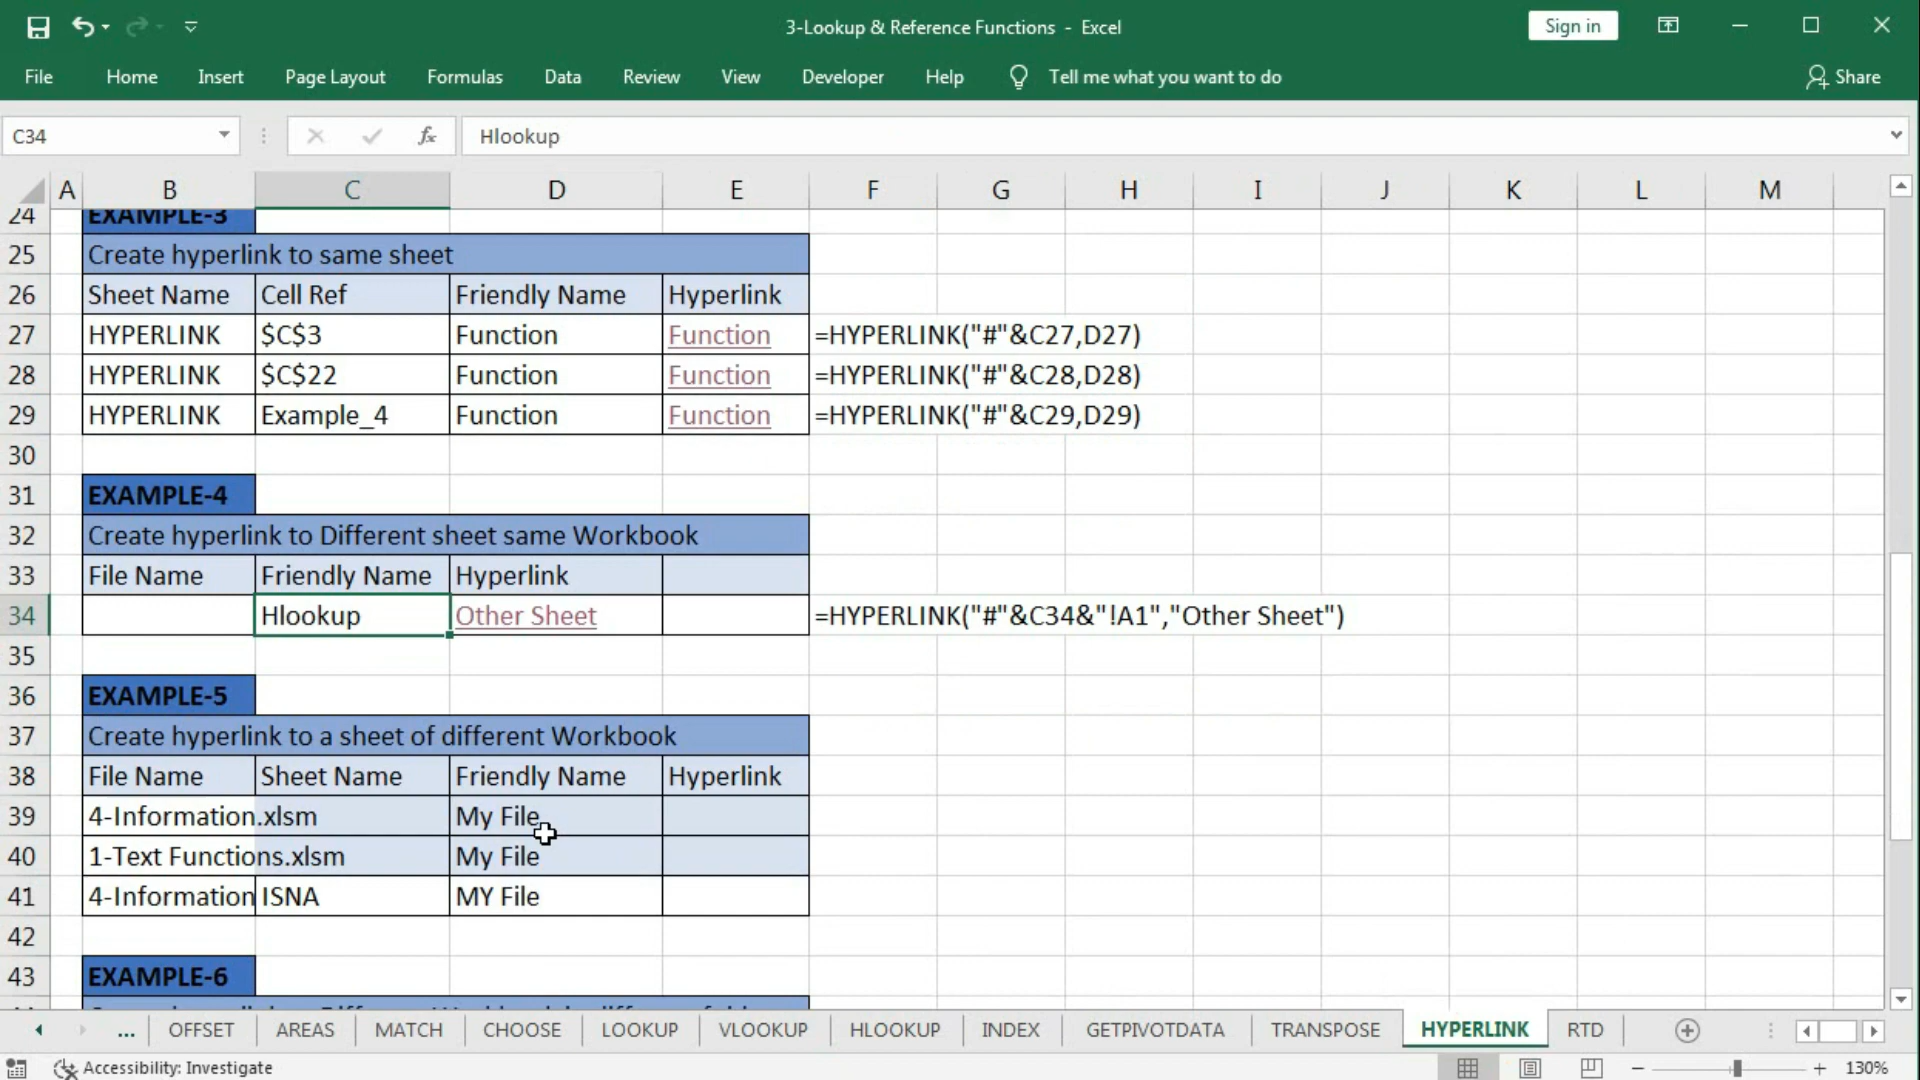 3-Lookup & Reference Functions - Excel
Sign in
File Home Insert Page Layout Formulas Data Review View Developer Help Tell me what you want to do Share
C34 fx Hlookup
A B C D E F G H I J K L M
24 EXAMPLE-3
25 Create hyperlink to same sheet
26 Sheet Name Cell Ref Friendly Name Hyperlink
27 HYPERLINK $C$3 Function Function =HYPERLINK("#"&C27,D27)
28 HYPERLINK $C$22 Function Function =HYPERLINK("#"&C28,D28)
29 HYPERLINK Example_4 Function Function =HYPERLINK("#"&C29,D29)
30
31 EXAMPLE-4
32 Create hyperlink to Different sheet same Workbook
33 File Name Friendly Name Hyperlink
34 Hlookup Other Sheet =HYPERLINK("#"&C34&"!A1","Other Sheet")
35
36 EXAMPLE-5
37 Create hyperlink to a sheet of different Workbook
38 File Name Sheet Name Friendly Name Hyperlink
39 4-Information.xlsm My File
40 1-Text Functions.xlsm My File
41 4-Information ISNA MY File
42
43 EXAMPLE-6
... OFFSET AREAS MATCH CHOOSE LOOKUP VLOOKUP HLOOKUP INDEX GETPIVOTDATA TRANSPOSE HYPERLINK RTD
Accessibility: Investigate 130%